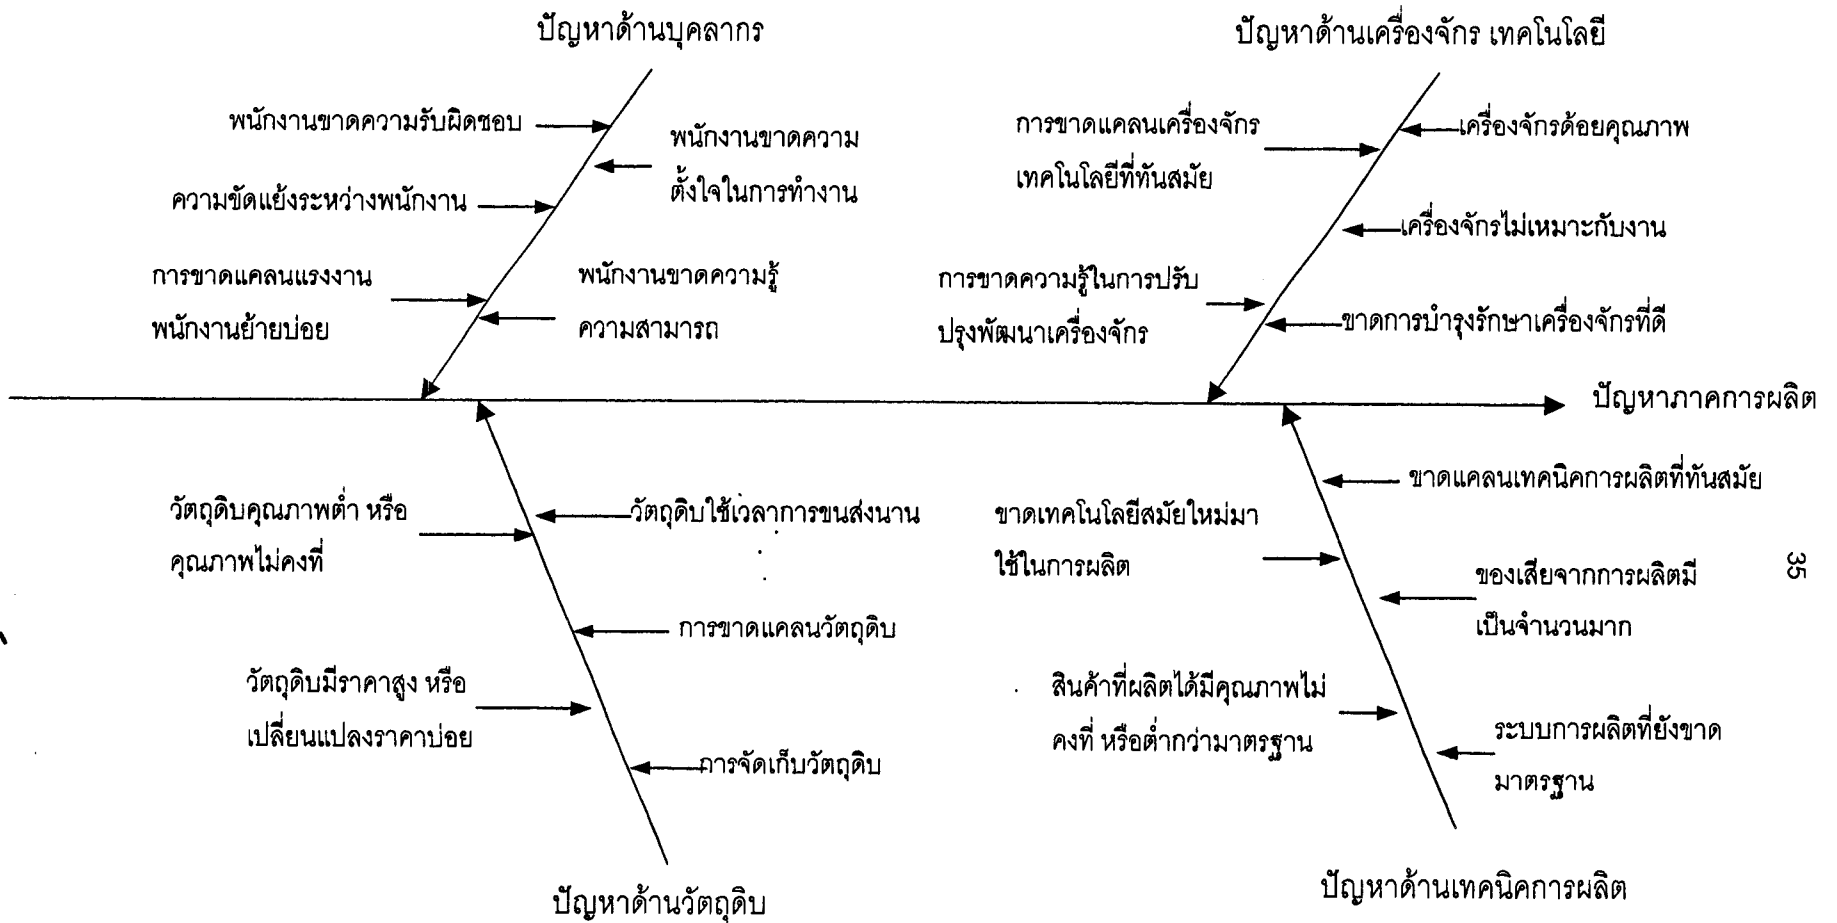 ปัญหาด้านบุคลากร
พนักงานขาดความรับผิดชอบ
พนักงานขาดความ
ตั้งใจในการทำงาน
ความขัดแย้งระหว่างพนักงาน
การขาดแคลนแรงงาน
พนักงานย้ายบ่อย
พนักงานขาดความรู้
ความสามารถ
ปัญหาด้านเครื่องจักร เทคโนโลยี
การขาดแคลนเครื่องจักร
เทคโนโลยีที่ทันสมัย
เครื่องจักรด้อยคุณภาพ
เครื่องจักรไม่เหมาะกับงาน
การขาดความรู้ในการปรับ
ปรุงพัฒนาเครื่องจักร
ขาดการบำรุงรักษาเครื่องจักรที่ดี
ปัญหาภาคการผลิต
วัตถุดิบคุณภาพต่ำ หรือ
คุณภาพไม่คงที่
วัตถุดิบใช้เวลาการขนส่งนาน
การขาดแคลนวัตถุดิบ
วัตถุดิบมีราคาสูง หรือ
เปลี่ยนแปลงราคาบ่อย
การจัดเก็บวัตถุดิบ
ปัญหาด้านวัตถุดิบ
ขาดแคลนเทคนิคการผลิตที่ทันสมัย
ขาดเทคโนโลยีสมัยใหม่มา
ใช้ในการผลิต
ของเสียจากการผลิตมี
เป็นจำนวนมาก
สินค้าที่ผลิตได้มีคุณภาพไม่
คงที่ หรือต่ำกว่ามาตรฐาน
ระบบการผลิตที่ยังขาด
มาตรฐาน
ปัญหาด้านเทคนิคการผลิต
35